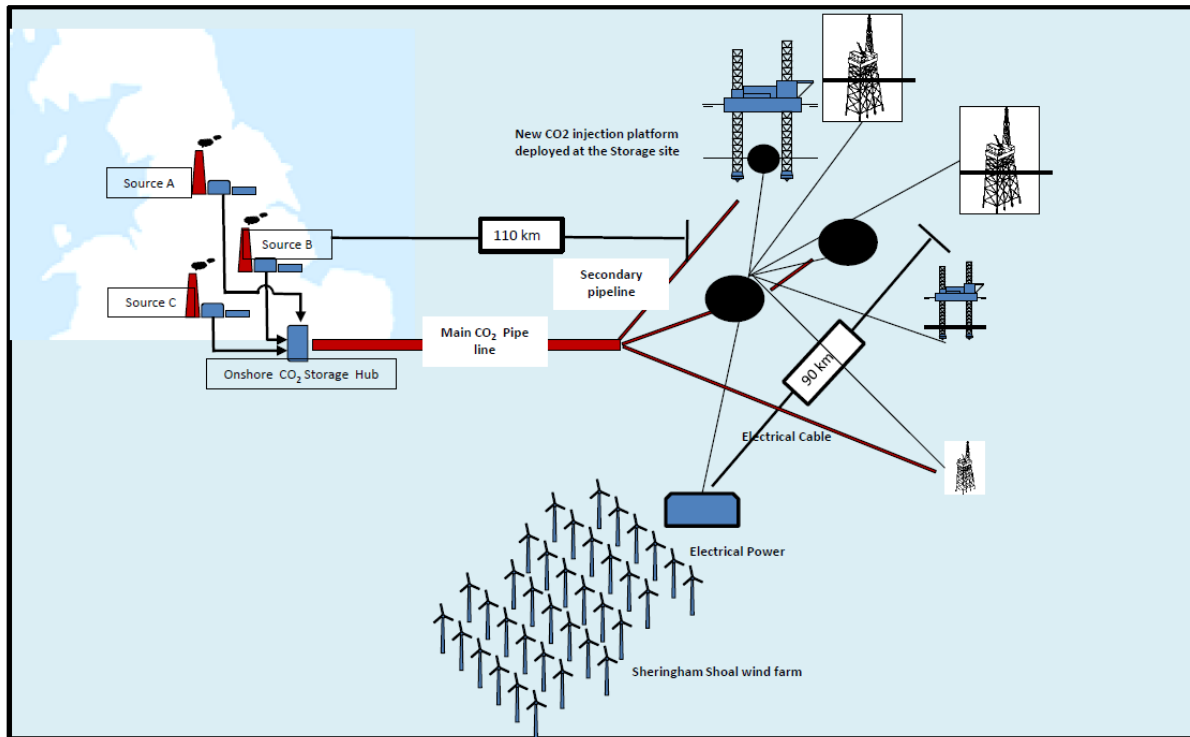 New CO2 injection platform
deployed at the Storage site
Source A
Source B
110 km
Secondary
pipeline
Source C
Main CO₂ Pipe
line
90 km
Onshore CO₂ Storage Hub
Electrical Cable
Electrical Power
Sheringham Shoal wind farm